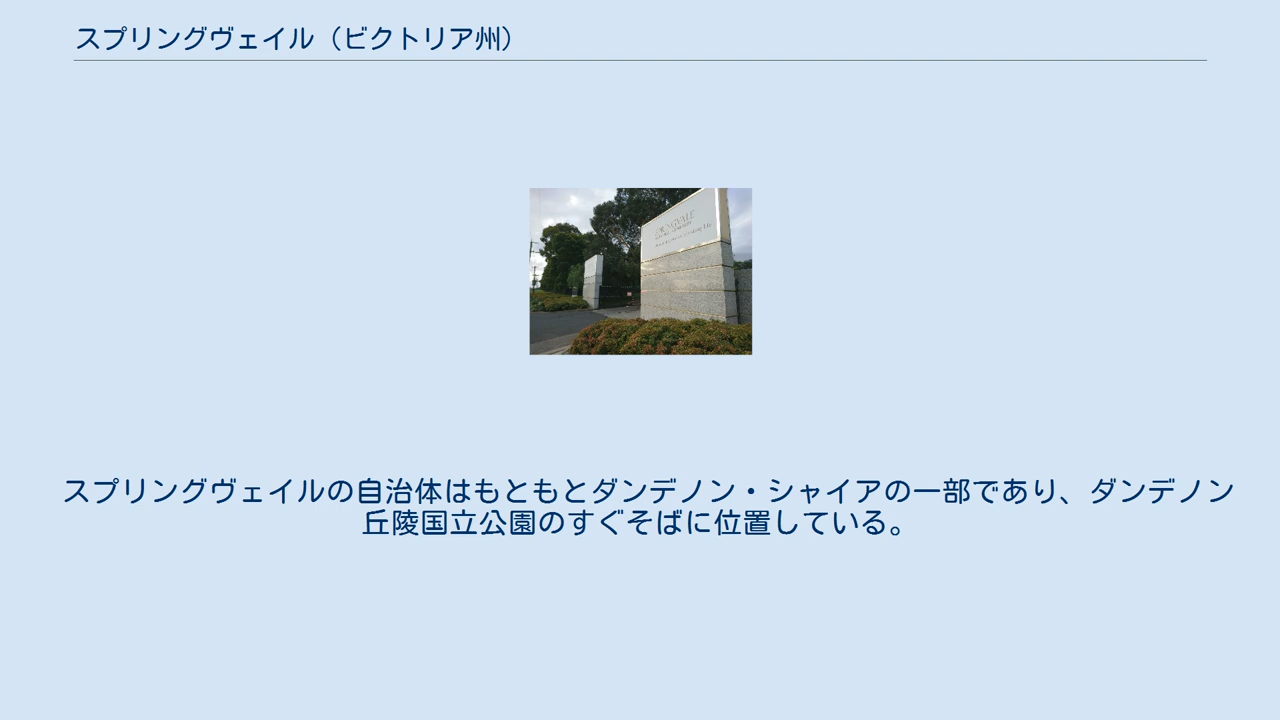 スプリングヴェイル（ビクトリア州）
スプリングヴェイルの自治体はもともとダンデノン・シャイアの一部であり、ダンデノン
丘陵国立公園のすぐそばに位置している。